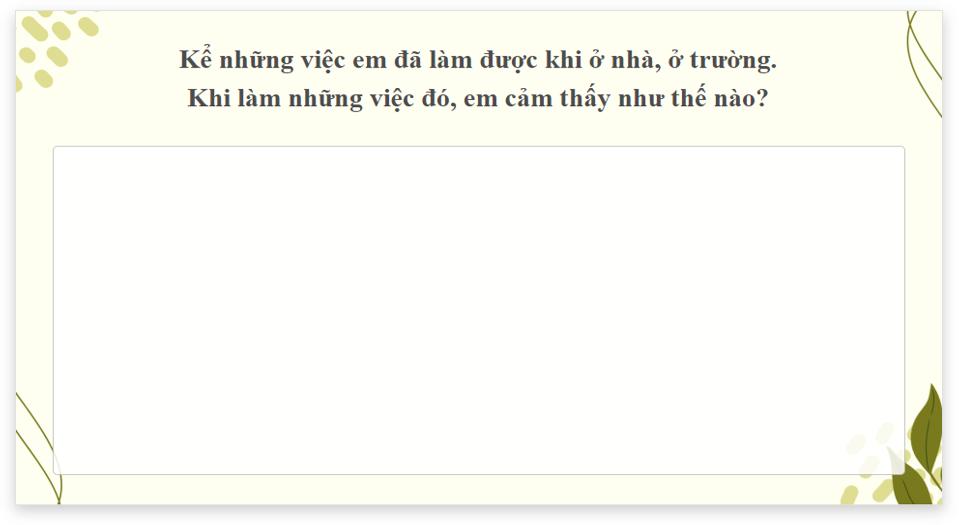 Kể những việc em đã làm được khi ở nhà, ở trường.
Khi làm những việc đó, em cảm thấy như thế nào?